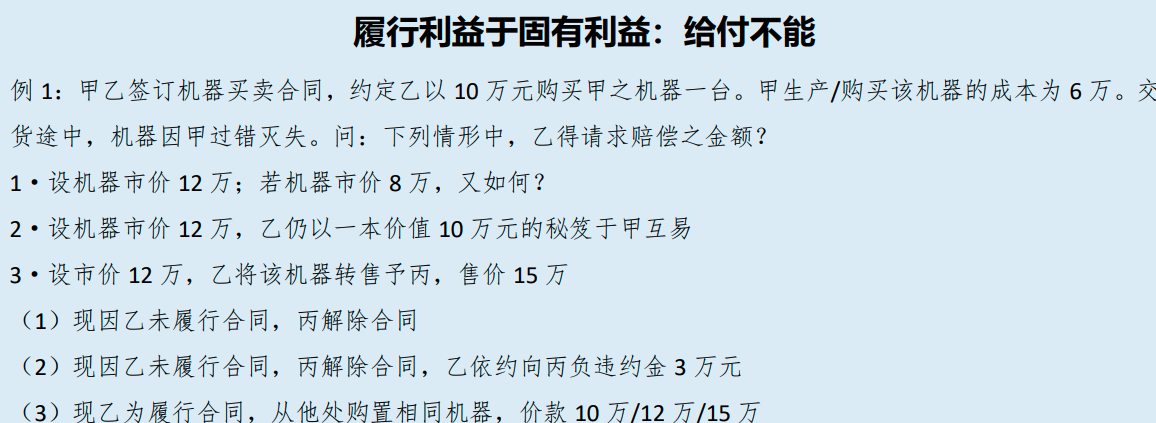 履行利益于固有利益：给付不能
例 1：甲乙签订机器买卖合同，约定乙以 10 万元购买甲之机器一台。甲生产/购买该机器的成本为 6 万。交
货途中，机器因甲过错灭失。问：下列情形中，乙得请求赔偿之金额？
1·设机器市价 12 万；若机器市价 8 万，又如何？
2·设机器市价 12 万，乙仍以一本价值 10 万元的秘笈于甲互易
3·设市价 12 万，乙将该机器转售予丙，售价 15 万
（1）现因乙未履行合同，丙解除合同
（2）现因乙未履行合同，丙解除合同，乙依约向丙负违约金 3 万元
（3）现乙为履行合同，从他处购置相同机器，价款 10 万/12 万/15 万